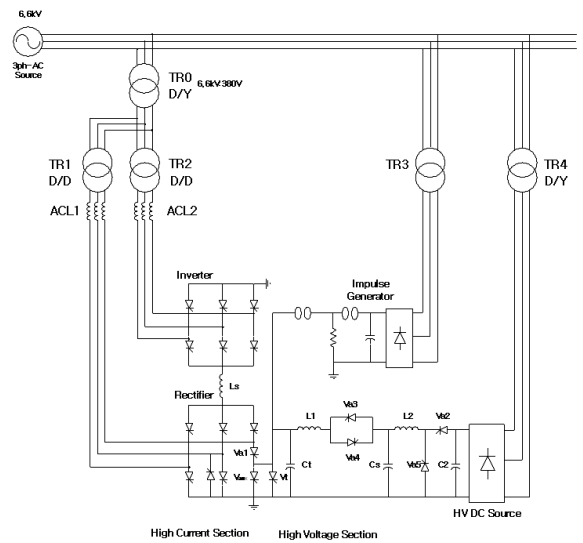 6,6kV
3ph-AC
Source
TR0
D/Y
6,6kV:380V
TR1
D/D
TR2
D/D
TR3
TR4
D/Y
ACL1
ACL2
Inverter
Impulse
Generator
Ls
Rectifier
Va1
L1
Va3
L2
Va2
Va4
Ct
Cs
Va5
C2
Vt
HV DC Source
High Current Section
High Voltage Section